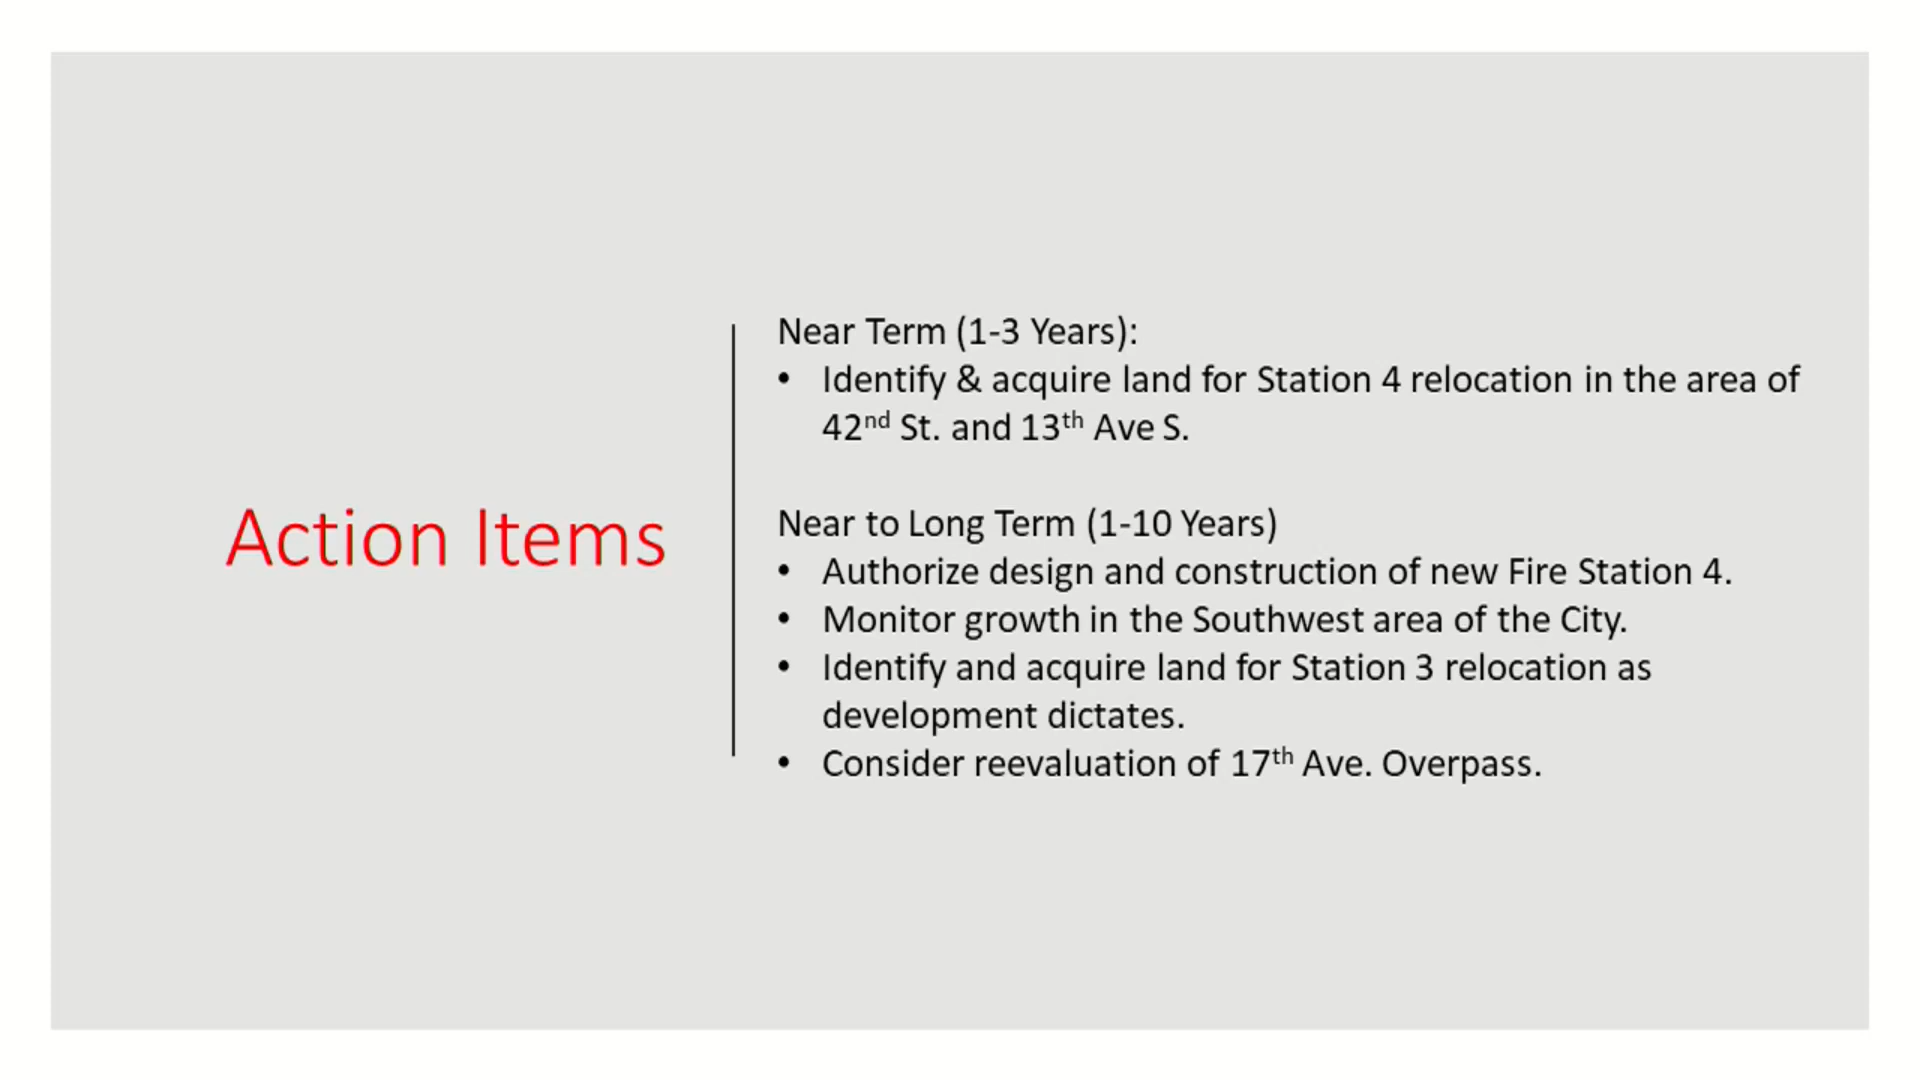 Action Items
Near Term (1-3 Years):
• Identify & acquire land for Station 4 relocation in the area of
42nd St. and 13th Ave S.
Near to Long Term (1-10 Years)
• Authorize design and construction of new Fire Station 4.
• Monitor growth in the Southwest area of the City.
• Identify and acquire land for Station 3 relocation as
development dictates.
• Consider reevaluation of 17th Ave. Overpass.